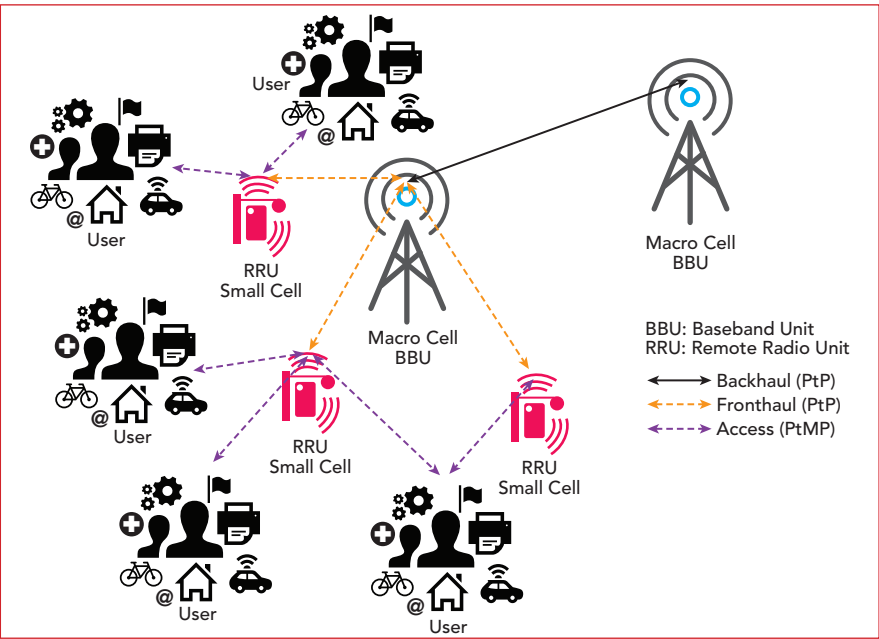 User
@
@
User
RRU
Small Cell
Macro Cell
BBU
Macro Cell
BBU
BBU: Baseband Unit
RRU: Remote Radio Unit
Backhaul (PtP)
Fronthaul (PtP)
Access (PtMP)
@
User
RRU
Small Cell
RRU
Small Cell
@
User
@
User